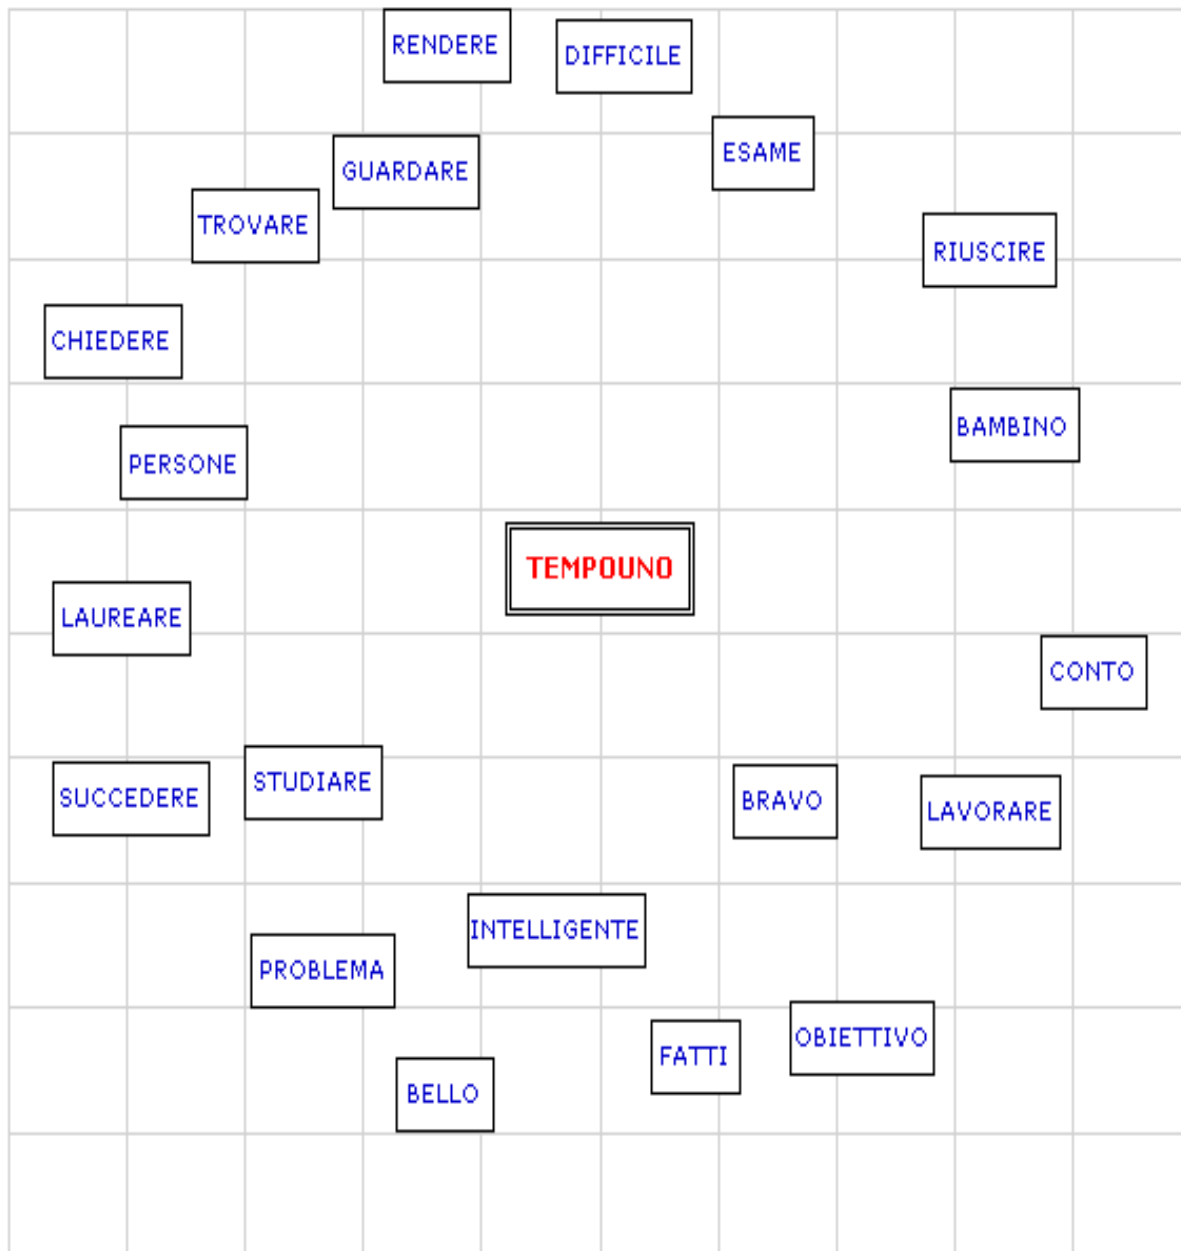 RENDERE
DIFFICILE
ESAME
GUARDARE
TROVARE
RIUSCIRE
CHIEDERE
BAMBINO
PERSONE
TEMPOUNO
LAUREARE
CONTO
STUDIARE
SUCCEDERE
BRAVO
LAVORARE
INTELLIGENTE
PROBLEMA
OBIETTIVO
FATTI
BELLO